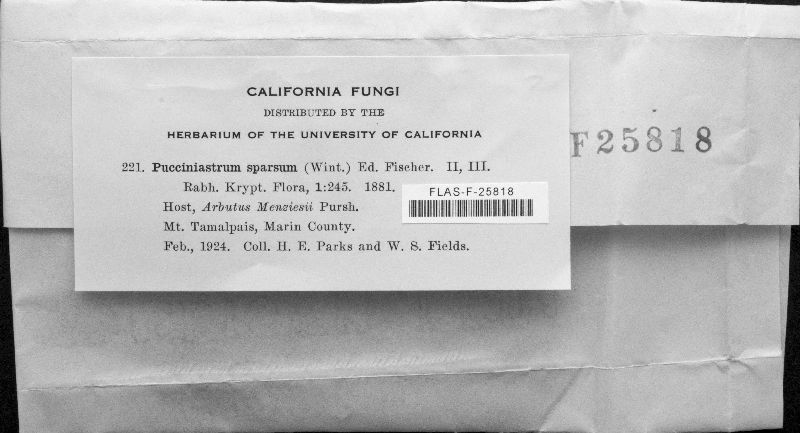 CALIFORNIA FUNGI
DISTRIBUTED BY THE
HERBARIUM OF THE UNIVERSITY OF CALIFORNIA
221. Pucciniastrum sparsum (Wint.) Ed. Fischer. II, III.
Rabh. Krypt. Flora, 1:245. 1881.
Host, Arbutus Menziesii Pursh.
Mt. Tamalpais, Marin County.
Feb., 1924. Coll. H. E. Parks and W. S. Fields.
FLAS-F-25818
F25818